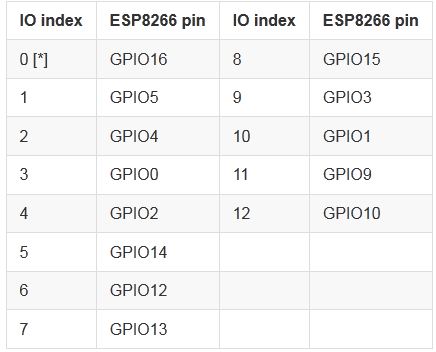 IO index ESP8266 pin IO index ESP8266 pin
0 [*] GPIO16 8 GPIO15
1 GPIO5 9 GPIO3
2 GPIO4 10 GPIO1
3 GPIO0 11 GPIO9
4 GPIO2 12 GPIO10
5 GPIO14
6 GPIO12
7 GPIO13